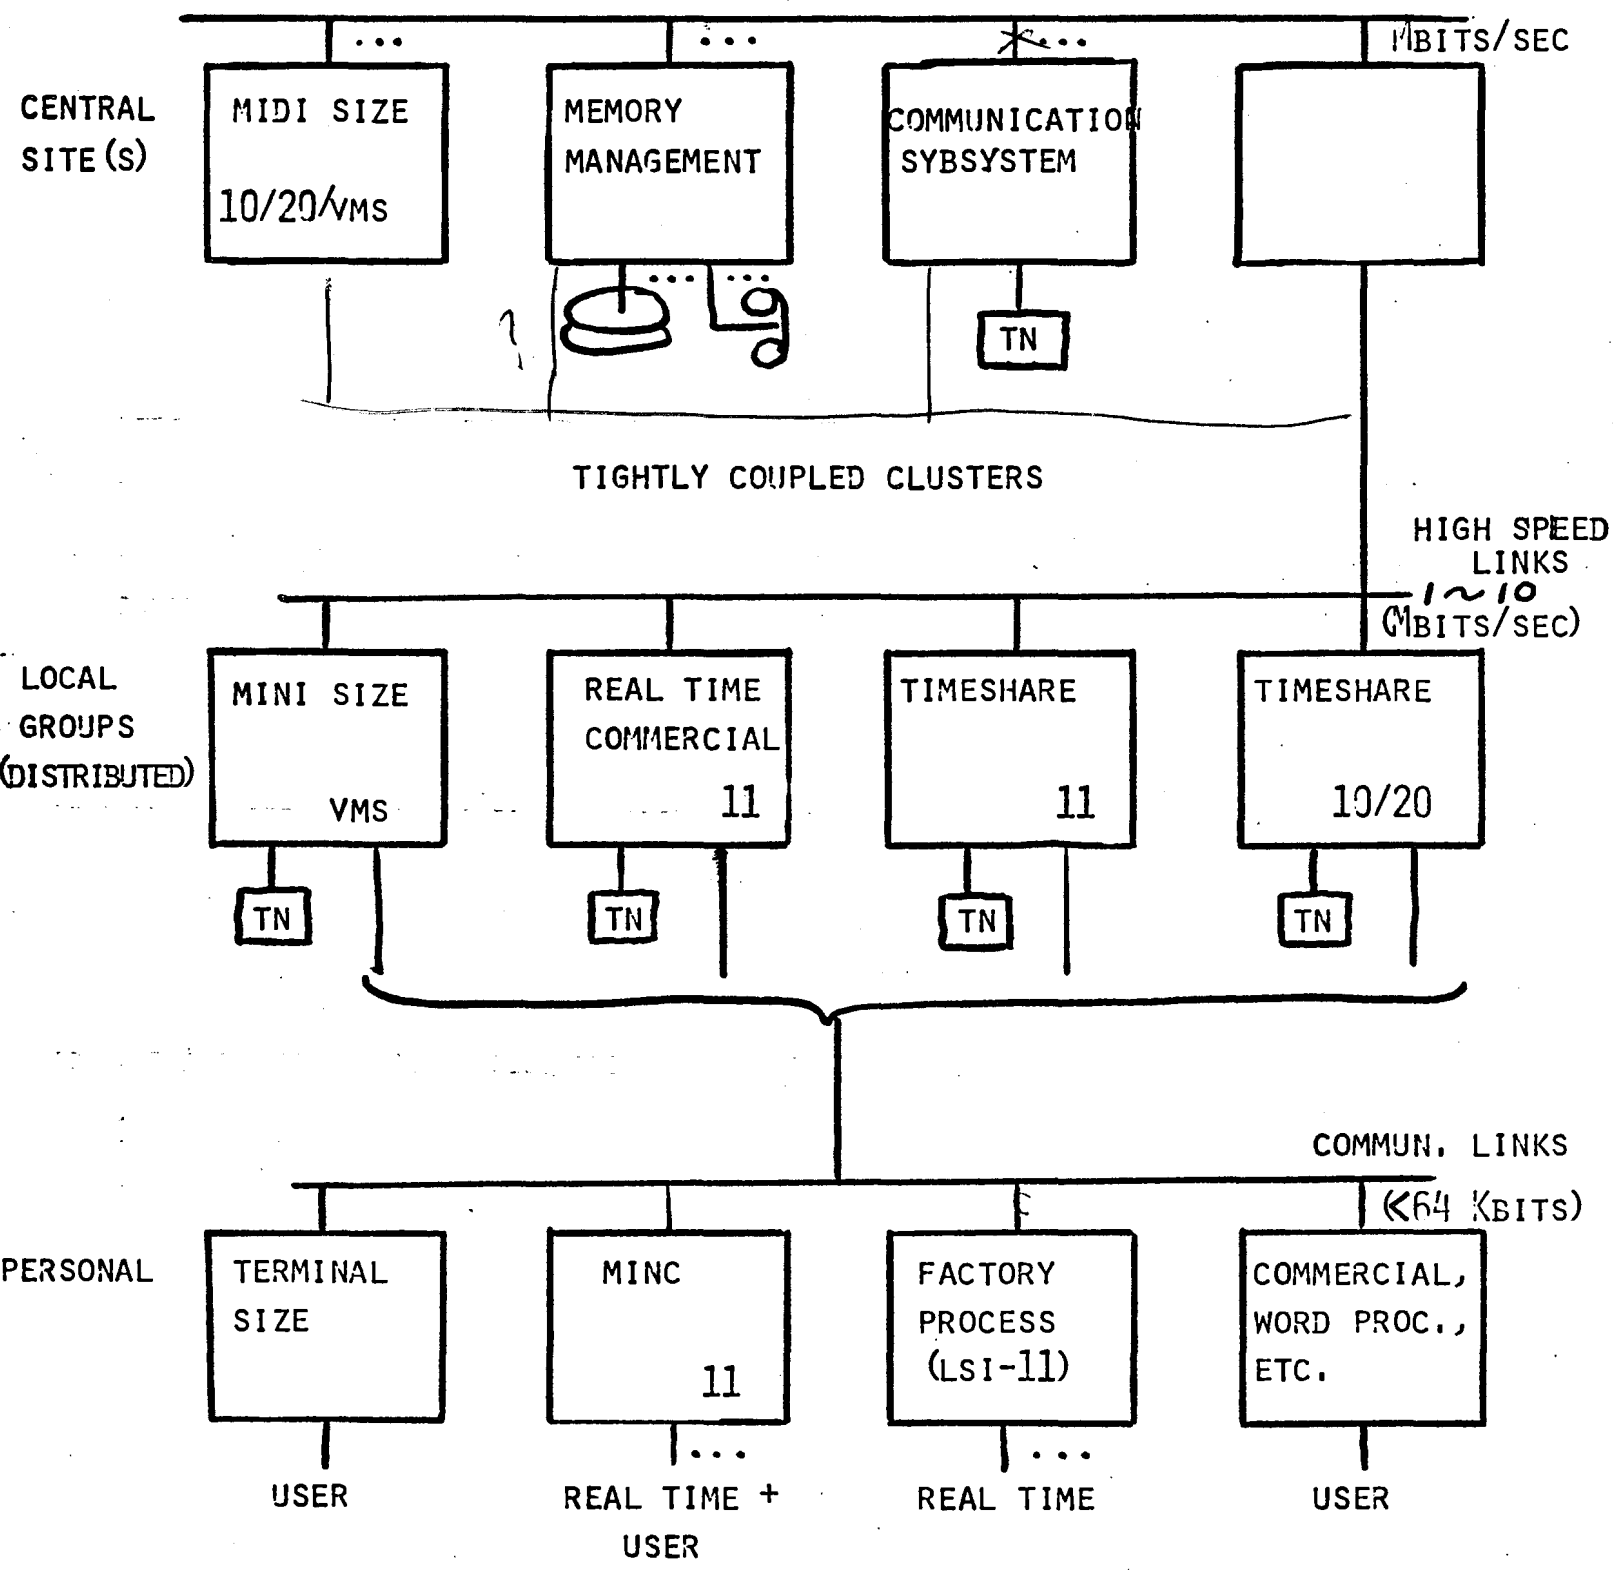 MBITS/SEC
CENTRAL
SITE(S)
MIDI SIZE
10/20/VMS
MEMORY
MANAGEMENT
COMMUNICATION
SYBSYSTEM
TN
TIGHTLY COUPLED CLUSTERS
HIGH SPEED
LINKS
1~10
(MBITS/SEC)
LOCAL
GROUPS
(DISTRIBUTED)
MINI SIZE
VMS
REAL TIME
COMMERCIAL
11
TIMESHARE
11
TIMESHARE
10/20
TN
TN
TN
TN
COMMUN. LINKS
(<64 KBITS)
PERSONAL
TERMINAL
SIZE
MINC
11
FACTORY
PROCESS
(LSI-11)
COMMERCIAL,
WORD PROC.,
ETC.
USER
REAL TIME +
USER
REAL TIME
USER